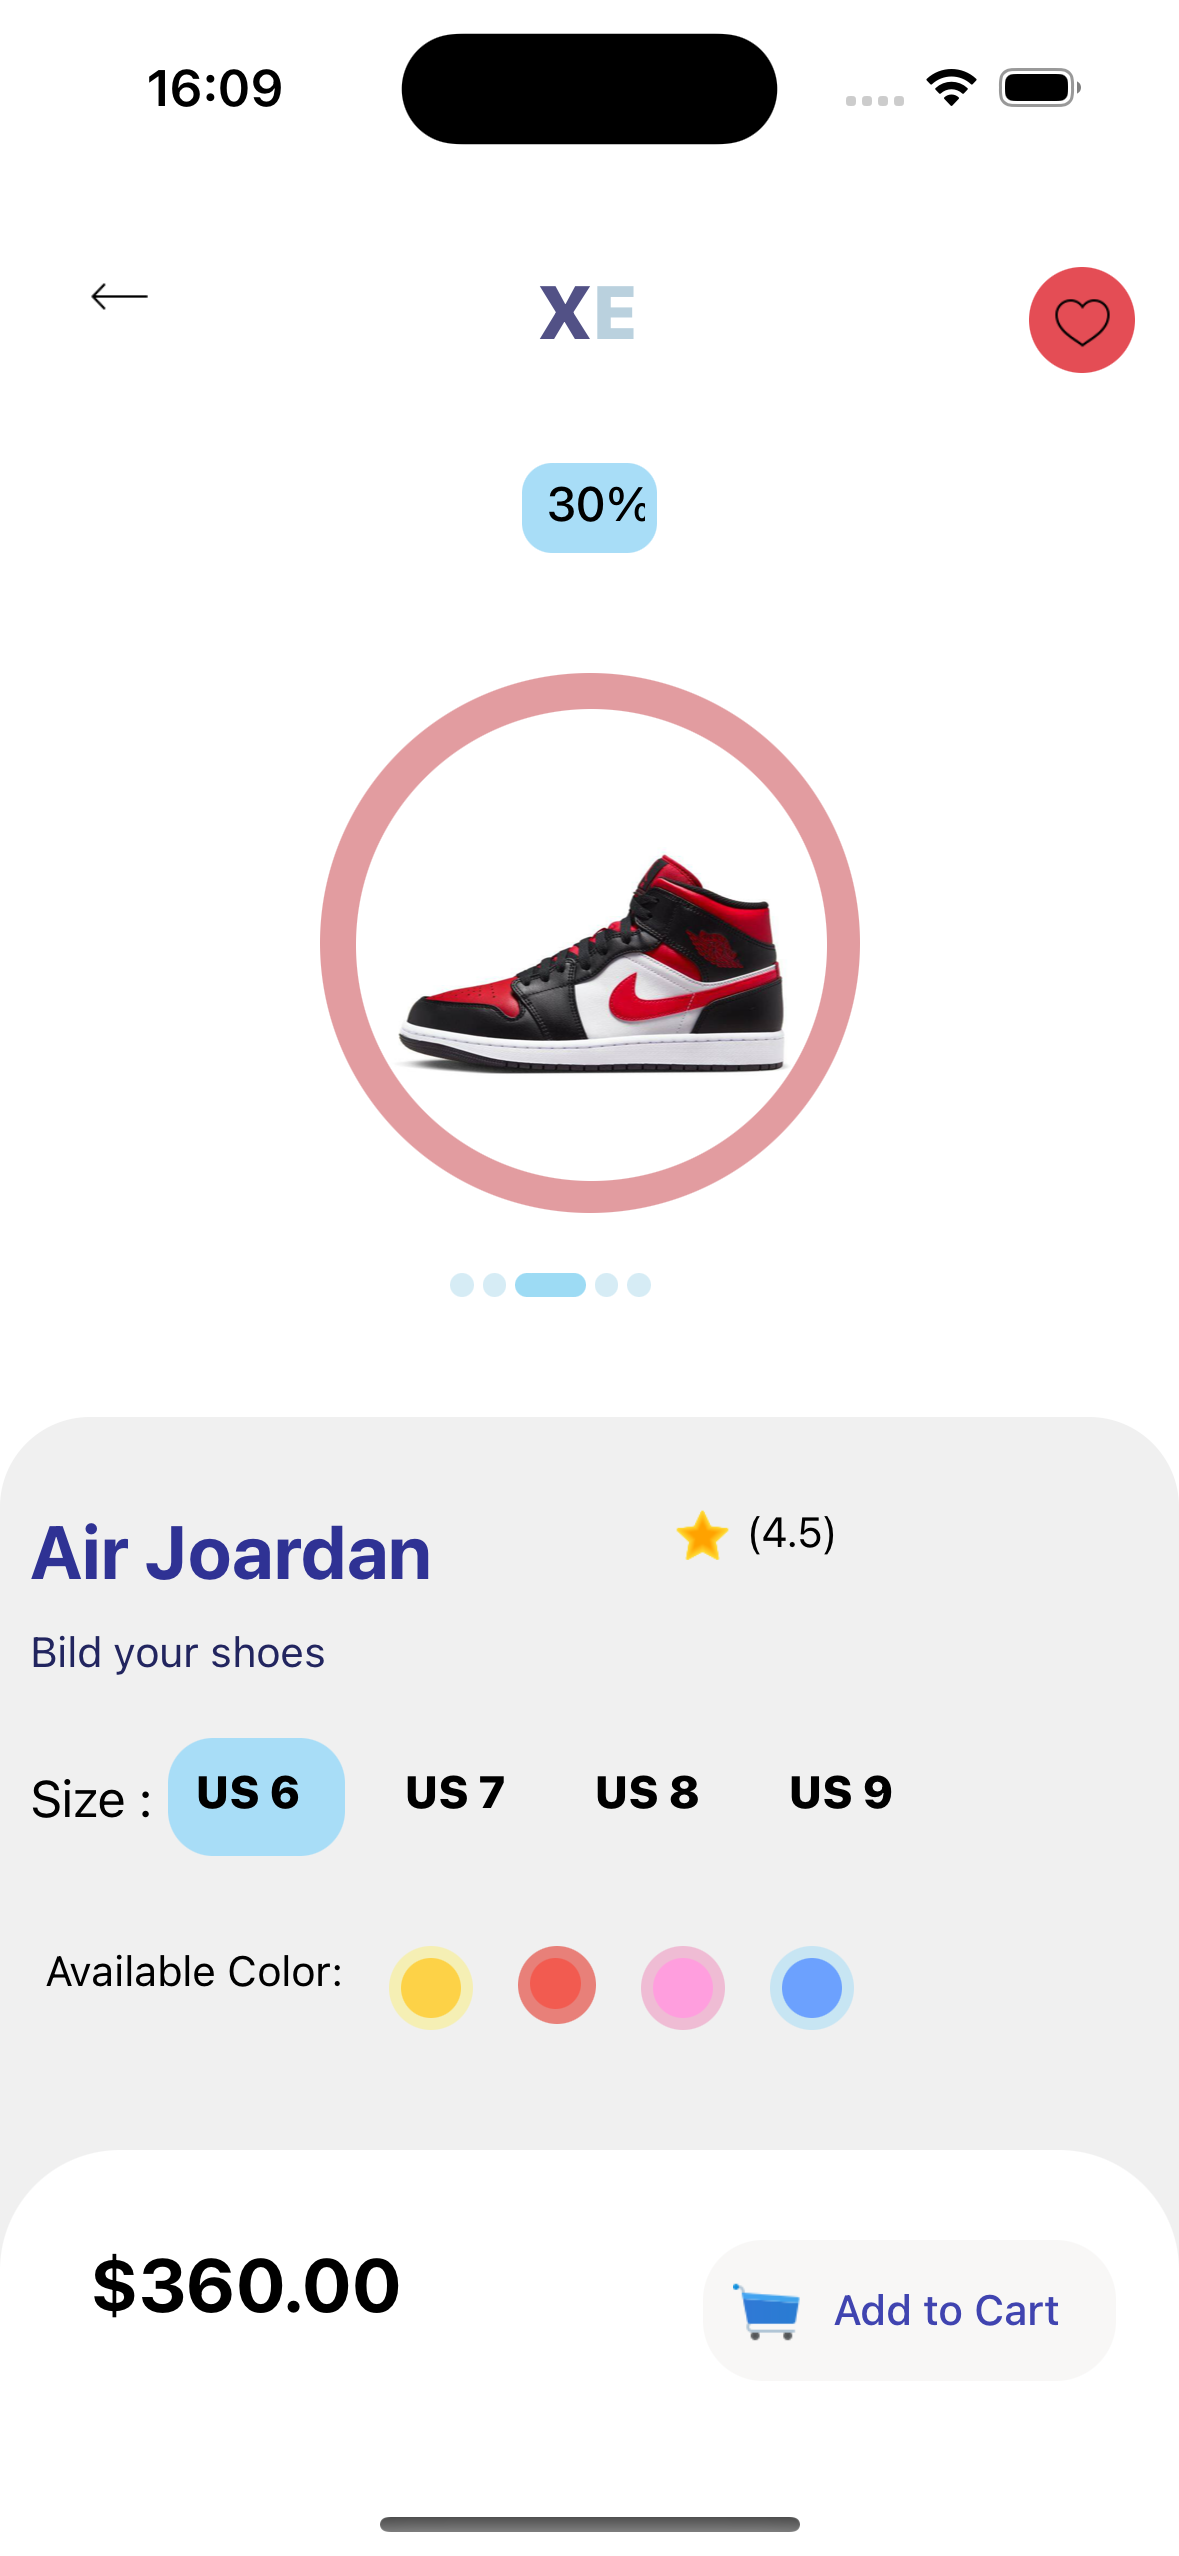 16:09
XE
30%
Air Joardan
(4.5)
Bild your shoes
Size : US 6 US 7 US 8 US 9
Available Color:
$360.00
Add to Cart